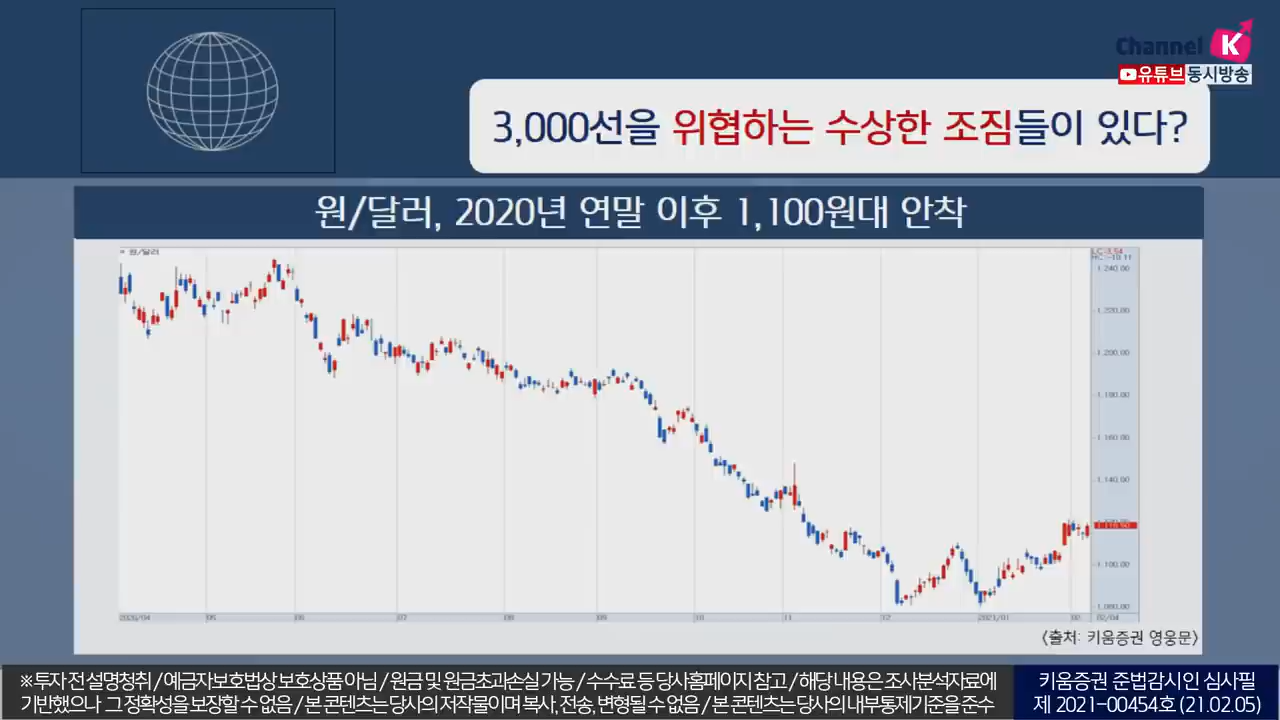 Channel K
유튜브동시방송
3,000선을 위협하는 수상한 조짐들이 있다?
원/달러, 2020년 연말 이후 1,100원대 안착
원/달러
1,240.00
1,220.00
1,200.00
1,180.00
1,160.00
1,140.00
1,100.00
1,080.00
2020/04 05 06 07 08 09 10 11 12 2021/01 02 02/04
(출처: 키움증권 영웅문)
※ 투자 전 설명청취 / 예금자보호법상 보호상품 아님 / 원금 및 원금초과손실 가능 / 수수료 등 당사홈페이지 참고 / 해당 내용은 조사분석자료에
기반했으나 그 정확성을 보장할 수 없음 / 본 콘텐츠는 당사의 저작물이며 복사, 전송, 변형될 수 없음 / 본 콘텐츠는 당사의 내부통제기준을 준수
키움증권 준법감시인 심사필
제 2021-00454호 (21.02.05)